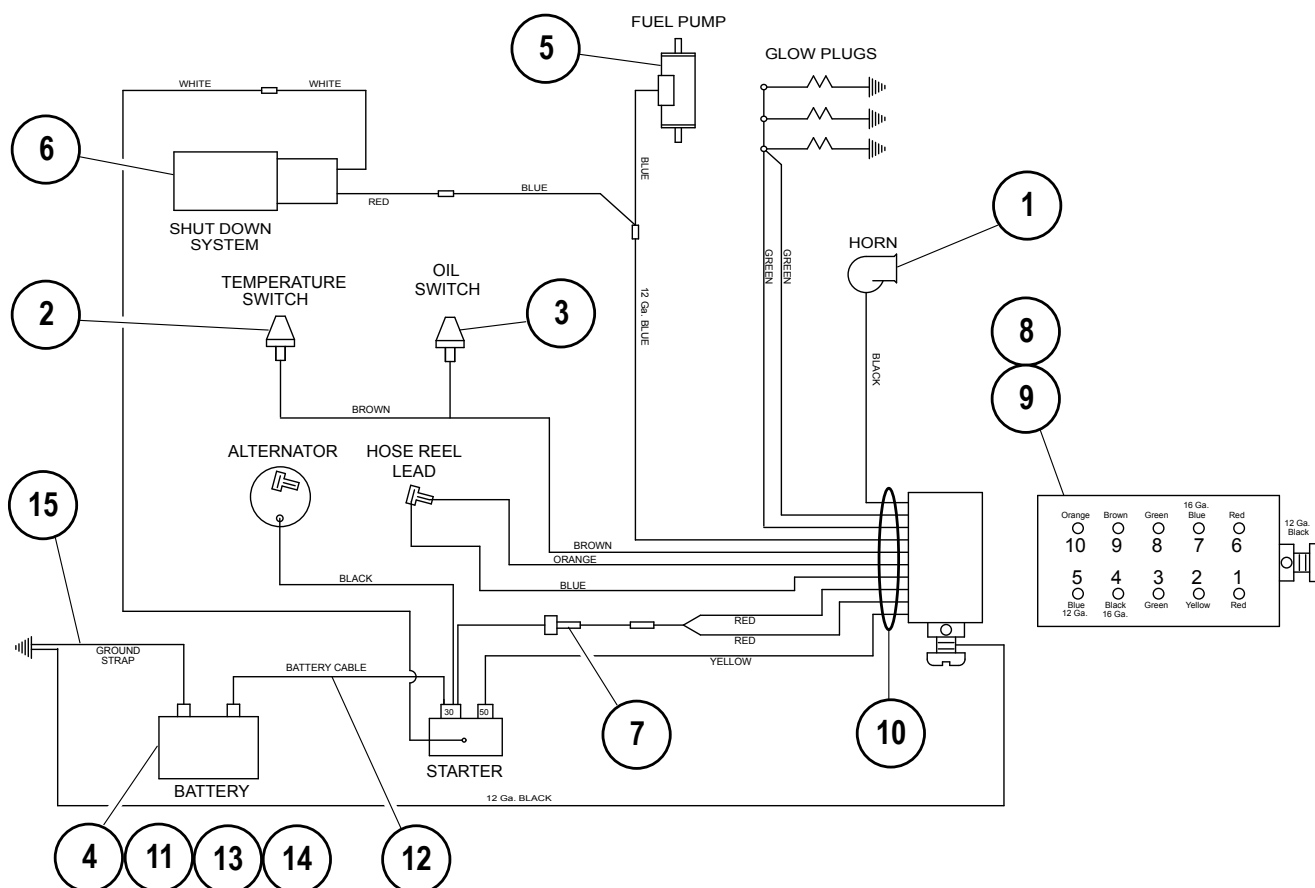 FUEL PUMP
5
GLOW PLUGS
WHITE
WHITE
6
BLUE
BLUE
RED
SHUT DOWN
SYSTEM
1
HORN
GREEN
GREEN
TEMPERATURE
SWITCH
OIL
SWITCH
2
3
12 Ga. BLUE
8
BLACK
9
BROWN
ALTERNATOR
HOSE REEL
LEAD
15
Orange
Brown
Green
16 Ga.
Blue
Red
10
9
8
7
6
12 Ga.
Black
5
4
3
2
1
Blue
12 Ga.
Black
16 Ga.
Green
Yellow
Red
BROWN
ORANGE
BLACK
BLUE
RED
RED
GROUND
STRAP
YELLOW
BATTERY CABLE
30
50
7
10
STARTER
BATTERY
12 Ga. BLACK
4
11
13
14
12